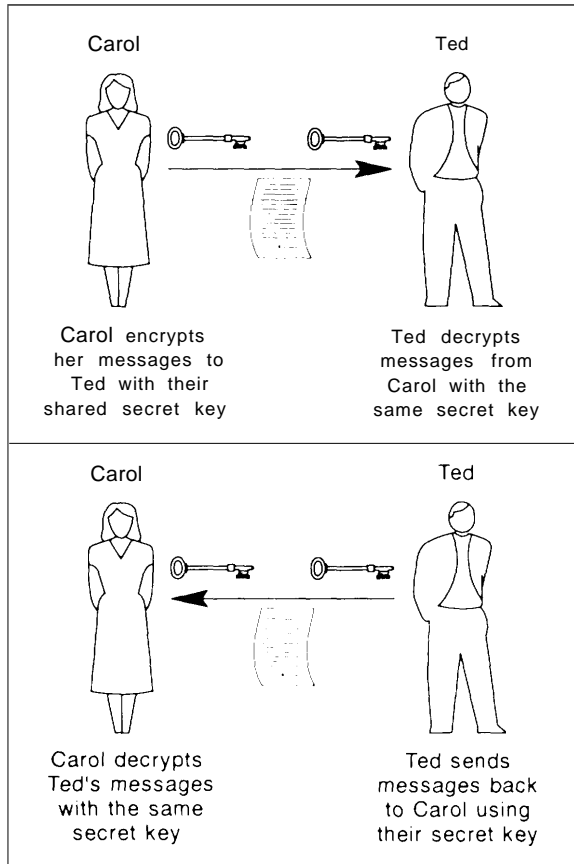 Carol
Ted
Carol encrypts
her messages to
Ted with their
shared secret key
Ted decrypts
messages from
Carol with the
same secret key
Carol
Ted
Carol decrypts
Ted's messages
with the same
secret key
Ted sends
messages back
to Carol using
their secret key